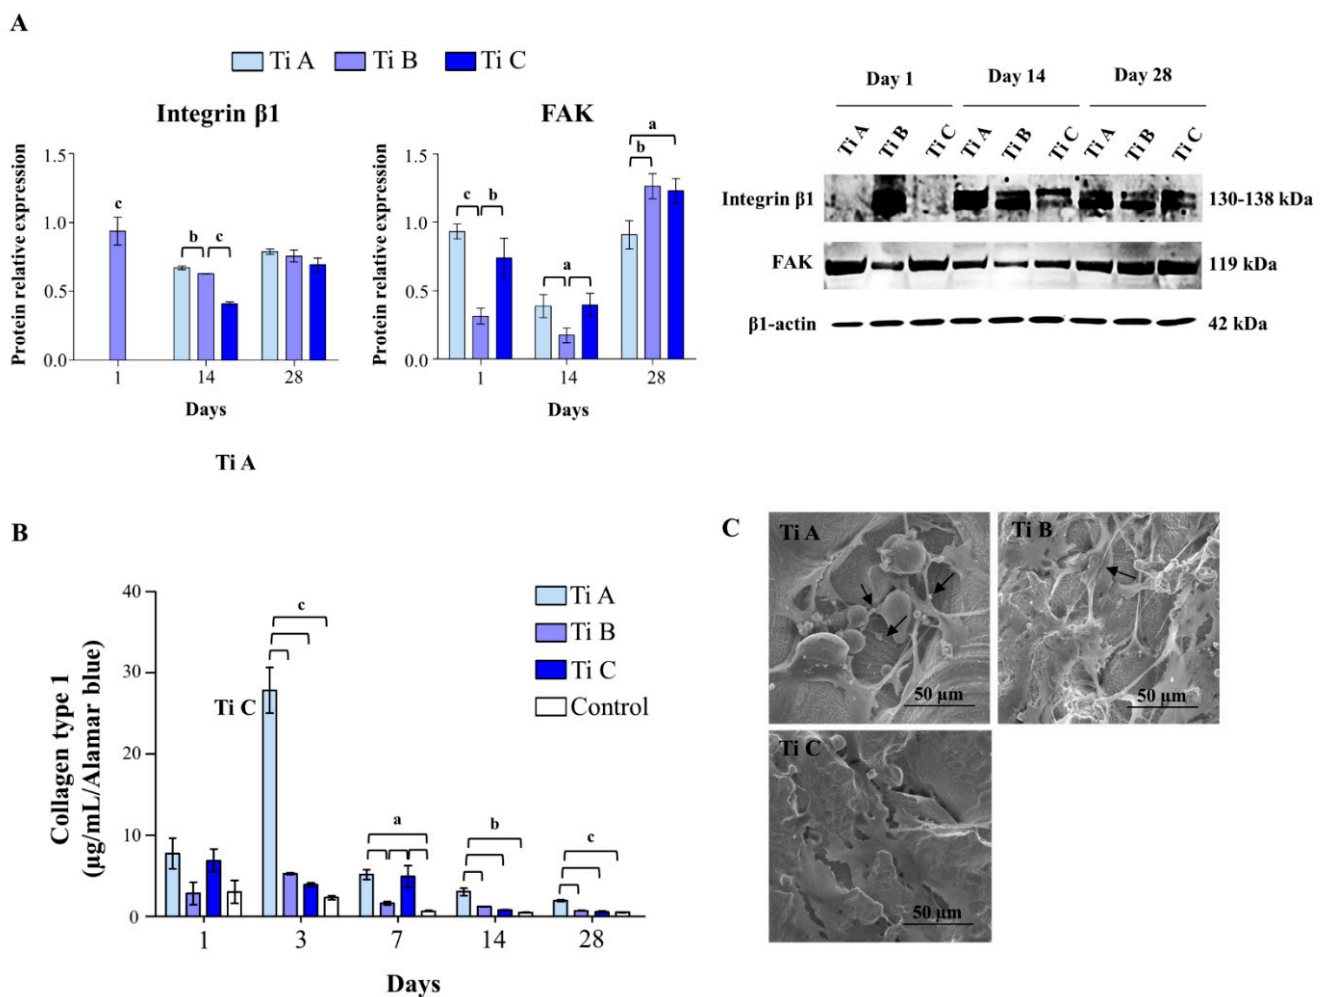 A
Ti A Ti B Ti C
Integrin β1
Protein relative expression
1.5
1.0
0.5
0.0
c
b c
1 14 28
Days
FAK
Protein relative expression
1.5
1.0
0.5
0.0
c b
a
a
b
1 14 28
Days
Day 1 Day 14 Day 28
Ti A Ti B Ti C Ti A Ti B Ti C Ti A Ti B Ti C
Integrin β1 130-138 kDa
FAK 119 kDa
β1-actin 42 kDa
Ti A
B
Collagen type 1
(µg/mL/Alamar blue)
40
30
20
10
0
Ti C
c
a
b
c
Ti A
Ti B
Ti C
Control
1 3 7 14 28
Days
C
Ti A
50 µm
Ti B
50 µm
Ti C
50 µm